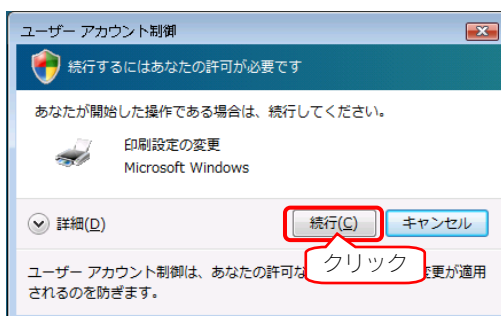 ユーザー アカウント制御
続行するにはあなたの許可が必要です
あなたが開始した操作である場合は、続行してください。
印刷設定の変更
Microsoft Windows
詳細(D)
続行(C)
キャンセル
クリック
ユーザー アカウント制御は、あなたの許可な 変更が適用
されるのを防ぎます。